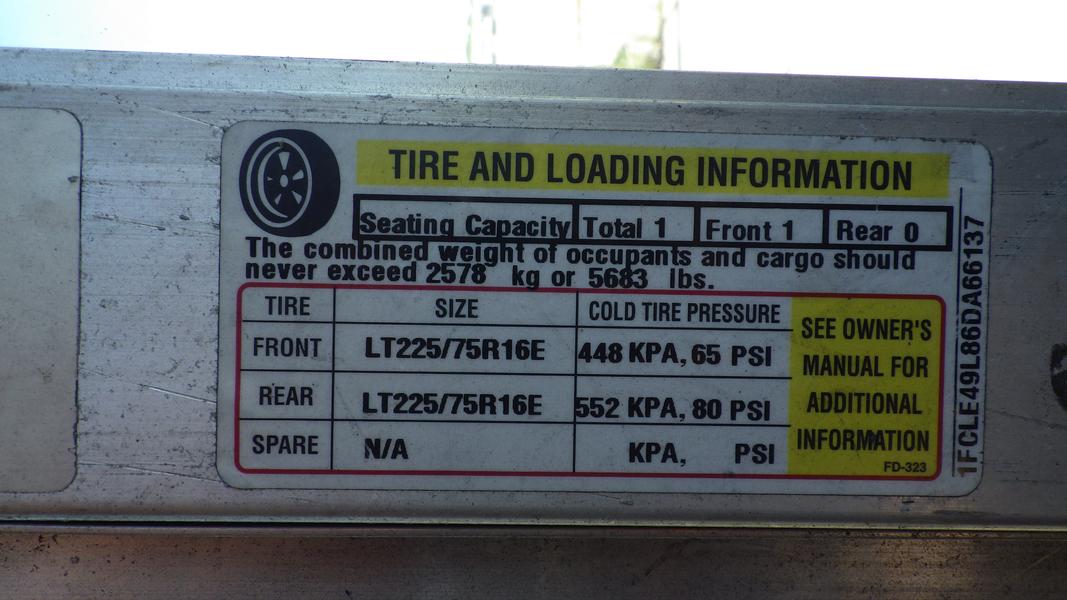 TIRE AND LOADING INFORMATION
Seating Capacity Total 1 Front 1 Rear 0
The combined weight of occupants and cargo should
never exceed 2578 kg or 5683 lbs.
TIRE SIZE COLD TIRE PRESSURE
FRONT LT225/75R16E 448 KPA, 65 PSI
REAR LT225/75R16E 552 KPA, 80 PSI
SPARE N/A KPA, PSI
SEE OWNER'S
MANUAL FOR
ADDITIONAL
INFORMATION
FD-323
1FCLE49L86DA66137